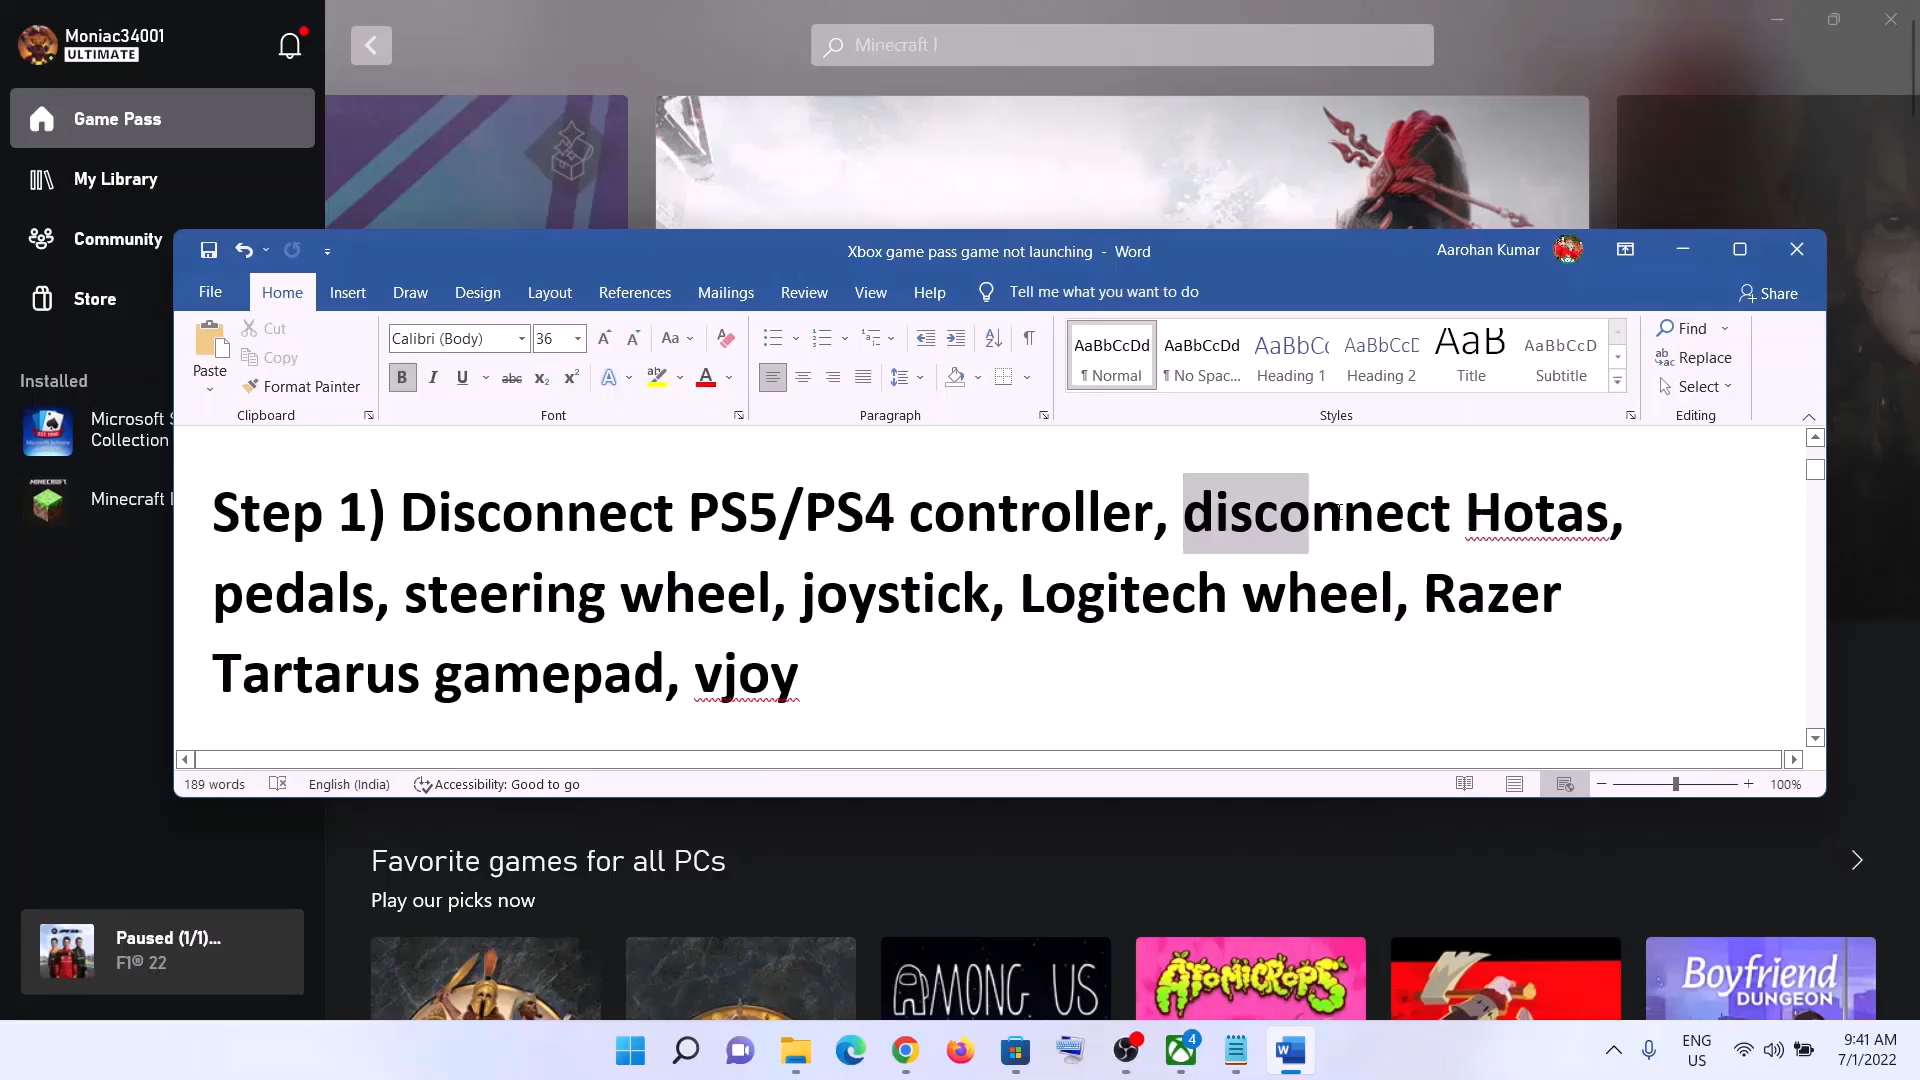 Moniac34001
ULTIMATE
Minecraft l
Game Pass
My Library
Community
Store
Installed
Microsoft S
Collection
Minecraft
Paused (1/1)...
F1® 22
Xbox game pass game not launching - Word
Aarohan Kumar
File Home Insert Draw Design Layout References Mailings Review View Help Tell me what you want to do Share
Paste
Cut
Copy
Format Painter
Clipboard
Calibri (Body) 36
Font
Paragraph
AaBbCcDd AaBbCcDd AaBbCc AaBbCcD AaB AaBbCcD
¶ Normal ¶ No Spac... Heading 1 Heading 2 Title Subtitle
Styles
Find
Replace
Select
Editing
Step 1) Disconnect PS5/PS4 controller, disconnect Hotas,
pedals, steering wheel, joystick, Logitech wheel, Razer
Tartarus gamepad, vjoy
189 words English (India) Accessibility: Good to go 100%
Favorite games for all PCs
Play our picks now
AMONG US
ATOMICROPS
Boyfriend
DUNGEON
4
ENG
US
9:41 AM
7/1/2022